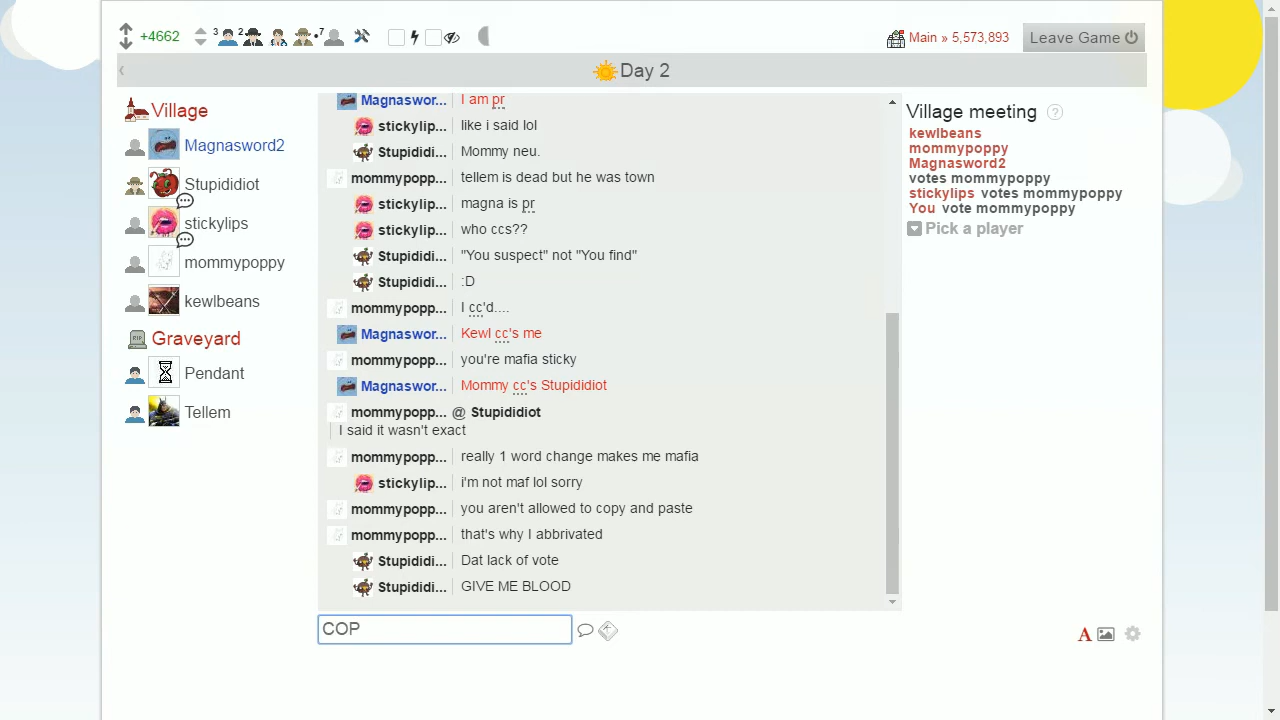 +4662
3
2
7
Main » 5,573,893
Leave Game
Day 2
Village
Magnasword2
Stupididiot
stickylips
mommypoppy
kewlbeans
RIP Graveyard
Pendant
Tellem
Magnaswor... I am pr
stickylip... like i said lol
Stupididi... Mommy neu.
mommypopp... tellem is dead but he was town
stickylip... magna is pr
stickylip... who ccs??
Stupididi... "You suspect" not "You find"
Stupididi... :D
mommypopp... I cc'd....
Magnaswor... Kewl cc's me
mommypopp... you're mafia sticky
Magnaswor... Mommy cc's Stupididiot
mommypopp... @ Stupididiot
I said it wasn't exact
mommypopp... really 1 word change makes me mafia
stickylip... i'm not maf lol sorry
mommypopp... you aren't allowed to copy and paste
mommypopp... that's why I abbrivated
Stupididi... Dat lack of vote
Stupididi... GIVE ME BLOOD
COP
A
Village meeting ?
kewlbeans
mommypoppy
Magnasword2
votes mommypoppy
stickylips votes mommypoppy
You vote mommypoppy
Pick a player